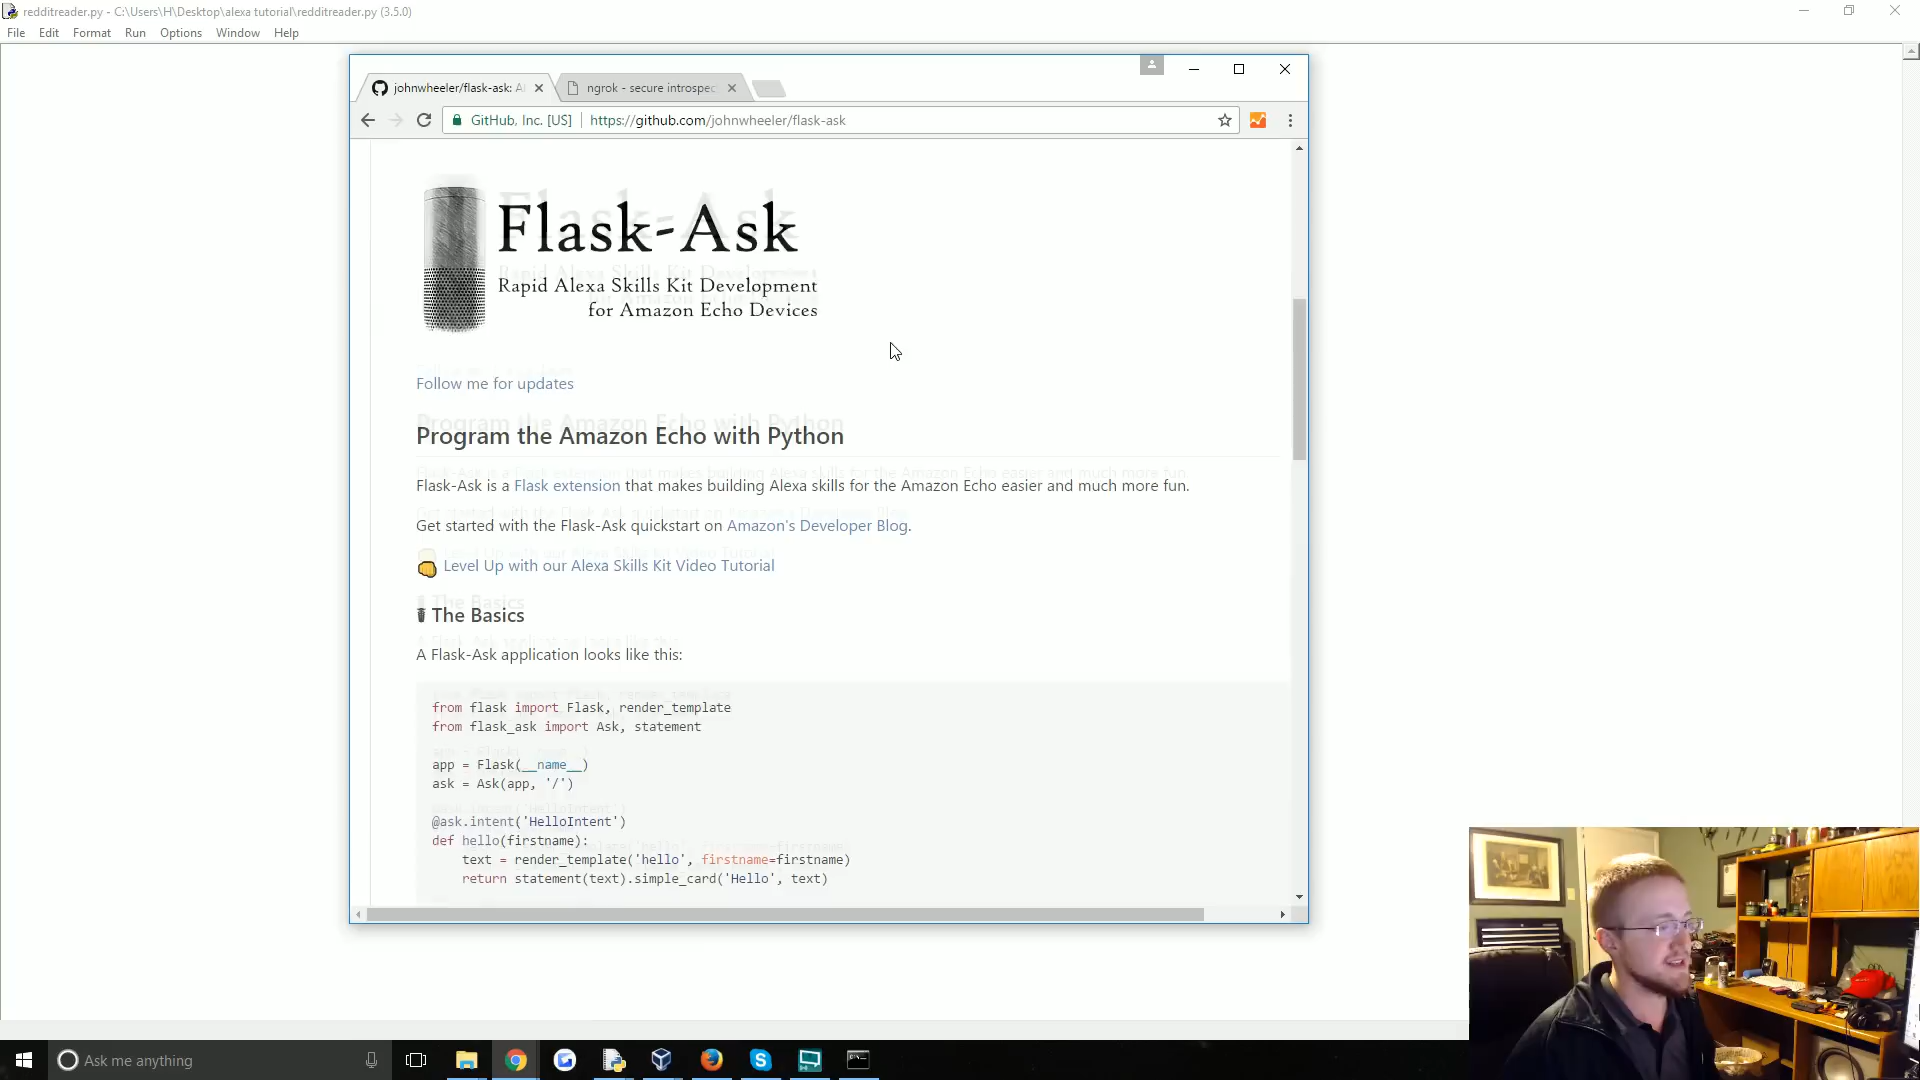 redditreader.py - C:\Users\H\Desktop\alexa tutorial\redditreader.py (3.5.0)
File Edit Format Run Options Window Help
johnwheeler/flask-ask: Al
ngrok - secure introspec
GitHub, Inc. [US] https://github.com/johnwheeler/flask-ask
Flask-Ask
Rapid Alexa Skills Kit Development
for Amazon Echo Devices
Follow me for updates
Program the Amazon Echo with Python
Flask-Ask is a Flask extension that makes building Alexa skills for the Amazon Echo easier and much more fun.
Get started with the Flask-Ask quickstart on Amazon's Developer Blog.
Level Up with our Alexa Skills Kit Video Tutorial
The Basics
A Flask-Ask application looks like this:
from flask import Flask, render_template
from flask_ask import Ask, statement
app = Flask(__name__)
ask = Ask(app, '/')
@ask.intent('HelloIntent')
def hello(firstname):
text = render_template('hello', firstname=firstname)
return statement(text).simple_card('Hello', text)
Ask me anything